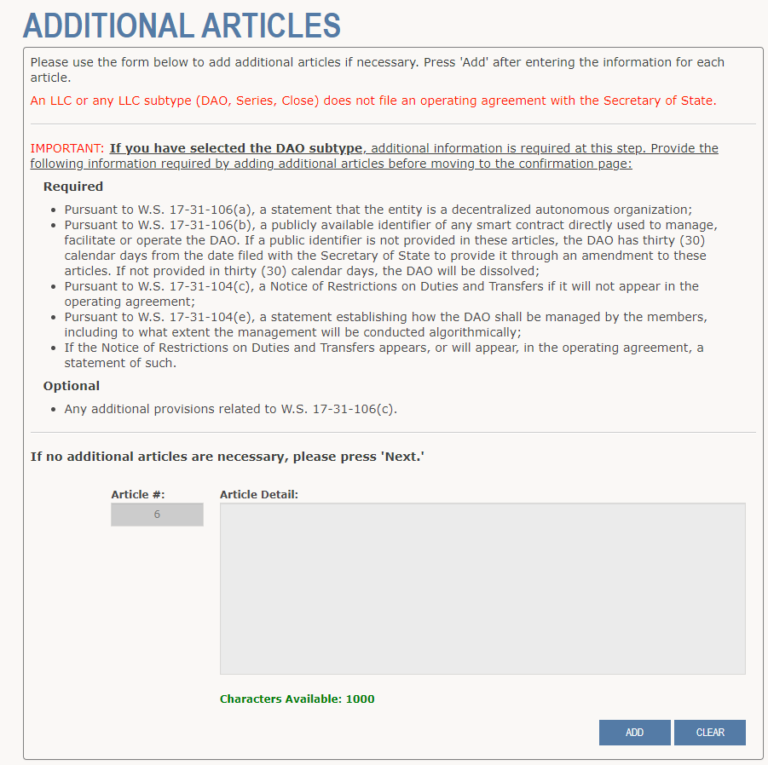 ADDITIONAL ARTICLES
Please use the form below to add additional articles if necessary. Press 'Add' after entering the information for each
article.
An LLC or any LLC subtype (DAO, Series, Close) does not file an operating agreement with the Secretary of State.
IMPORTANT: If you have selected the DAO subtype, additional information is required at this step. Provide the
following information required by adding additional articles before moving to the confirmation page:
Required
• Pursuant to W.S. 17-31-106(a), a statement that the entity is a decentralized autonomous organization;
• Pursuant to W.S. 17-31-106(b), a publicly available identifier of any smart contract directly used to manage,
facilitate or operate the DAO. If a public identifier is not provided in these articles, the DAO has thirty (30)
calendar days from the date filed with the Secretary of State to provide it through an amendment to these
articles. If not provided in thirty (30) calendar days, the DAO will be dissolved;
• Pursuant to W.S. 17-31-104(c), a Notice of Restrictions on Duties and Transfers if it will not appear in the
operating agreement;
• Pursuant to W.S. 17-31-104(e), a statement establishing how the DAO shall be managed by the members,
including to what extent the management will be conducted algorithmically;
• If the Notice of Restrictions on Duties and Transfers appears, or will appear, in the operating agreement, a
statement of such.
Optional
• Any additional provisions related to W.S. 17-31-106(c).
If no additional articles are necessary, please press 'Next.'
Article #: Article Detail:
6
Characters Available: 1000
ADD CLEAR